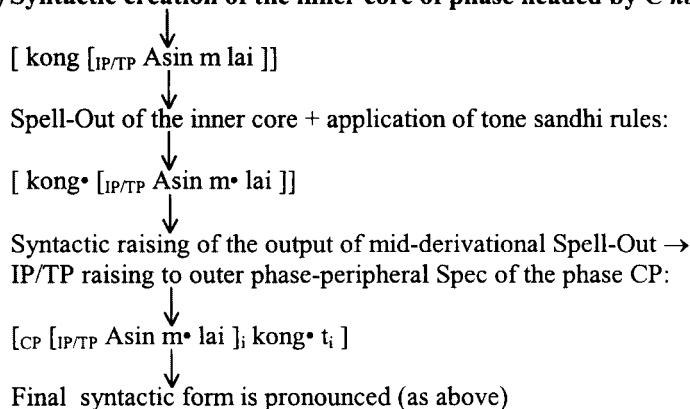 Syntactic creation of the inner core of phase headed by C
[ kong [IP/TP Asin m lai ]]
Spell-Out of the inner core + application of tone sandhi rules:
[ kong• [IP/TP Asin m• lai ]]
Syntactic raising of the output of mid-derivational Spell-Out →
IP/TP raising to outer phase-peripheral Spec of the phase CP:
[CP [IP/TP Asin m• lai ]i kong• ti ]
Final syntactic form is pronounced (as above)